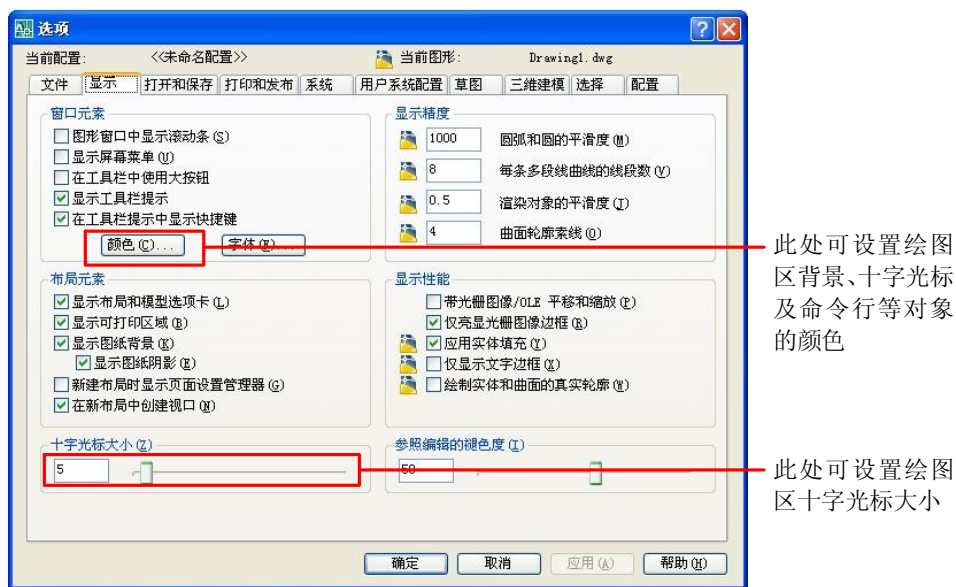 选项
当前配置: <<未命名配置>> 当前图形: Drawing1.dwg
文件 显示 打开和保存 打印和发布 系统 用户系统配置 草图 三维建模 选择 配置
窗口元素
图形窗口中显示滚动条(S)
显示屏幕菜单(U)
在工具栏中使用大按钮
显示工具栏提示
在工具栏提示中显示快捷键
颜色(C)... 字体(F)...
显示精度
1000 圆弧和圆的平滑度(M)
8 每条多段线曲线的线段数(V)
0.5 渲染对象的平滑度(J)
4 曲面轮廓素线(O)
布局元素
显示布局和模型选项卡(L)
显示可打印区域(B)
显示图纸背景(K)
显示图纸阴影(E)
新建布局时显示页面设置管理器(G)
在新布局中创建视口(N)
显示性能
带光栅图像/OLE 平移和缩放(P)
仅亮显光栅图像边框(R)
应用实体填充(Y)
仅显示文字边框(X)
绘制实体和曲面的真实轮廓(W)
十字光标大小(Z)
5
参照编辑的褪色度(I)
50
确定 取消 应用(A) 帮助(H)
此处可设置绘图
区背景、十字光标
及命令行等对象
的颜色
此处可设置绘图
区十字光标大小